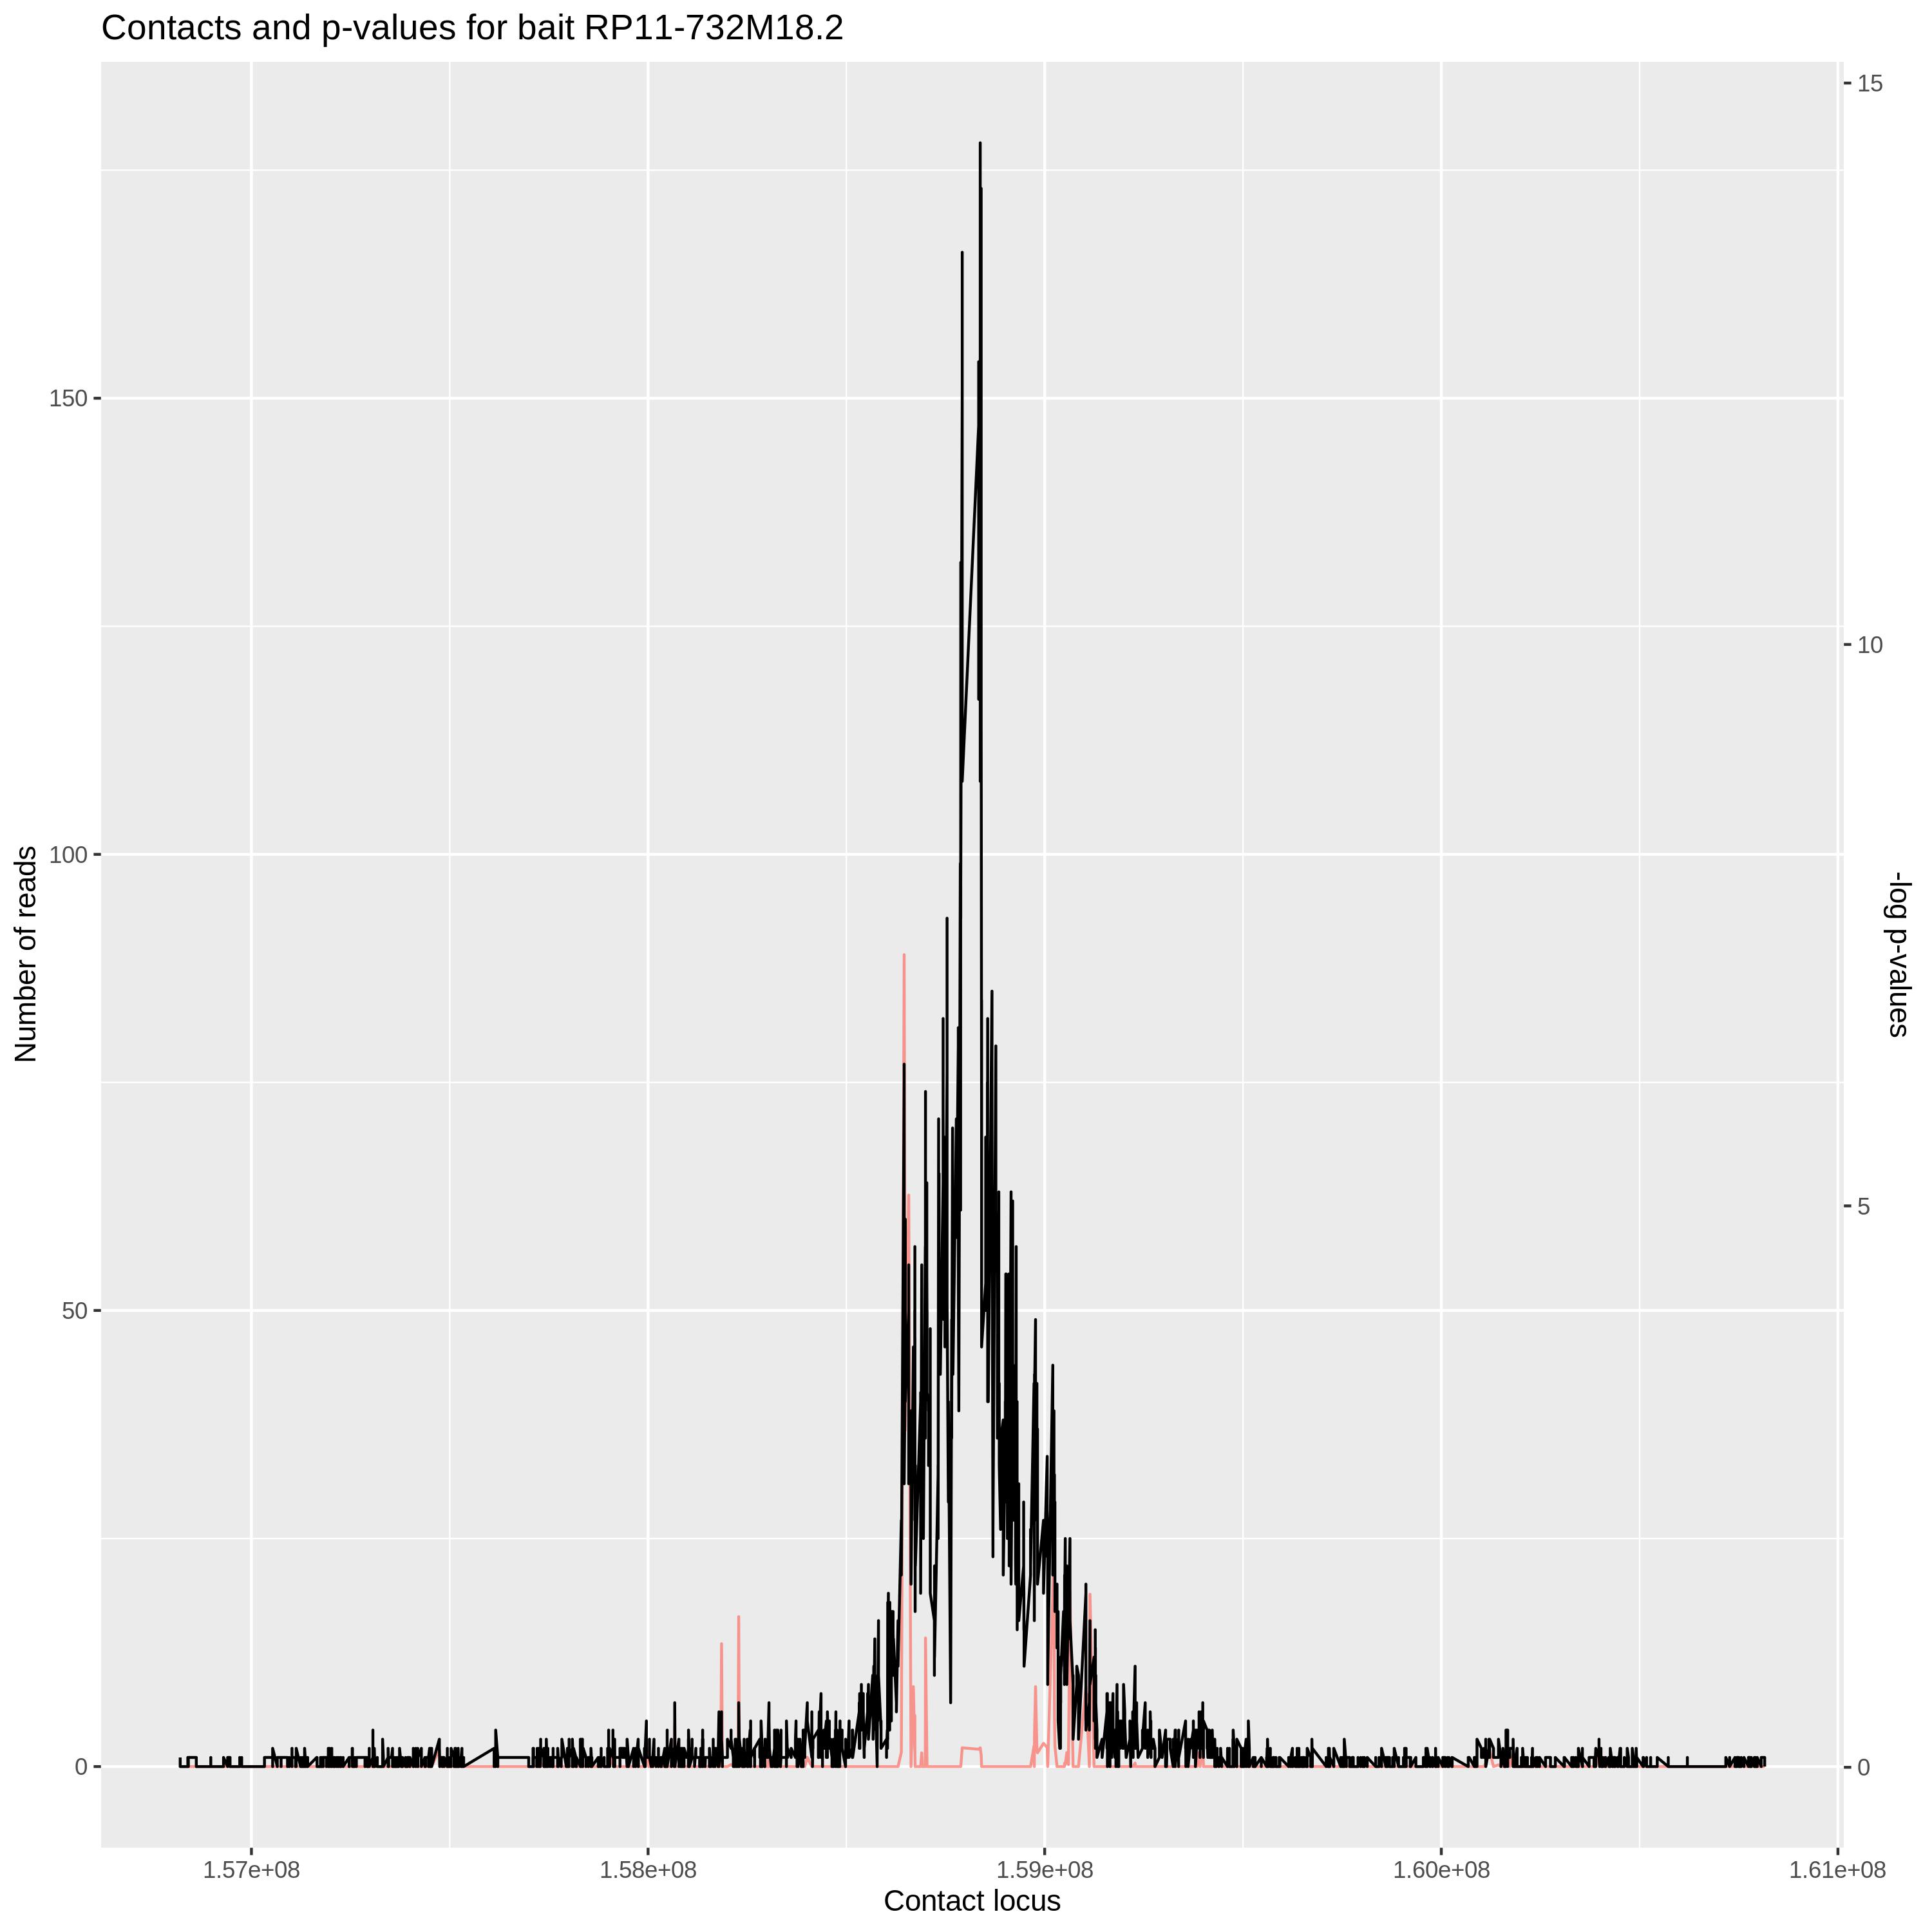 Contacts and p-values for bait RP11-732M18.2
15
150
10
Number of reads
100
-log p-values
5
50
0
0
1.57e+08
1.58e+08
1.59e+08
1.60e+08
1.61e+08
Contact locus